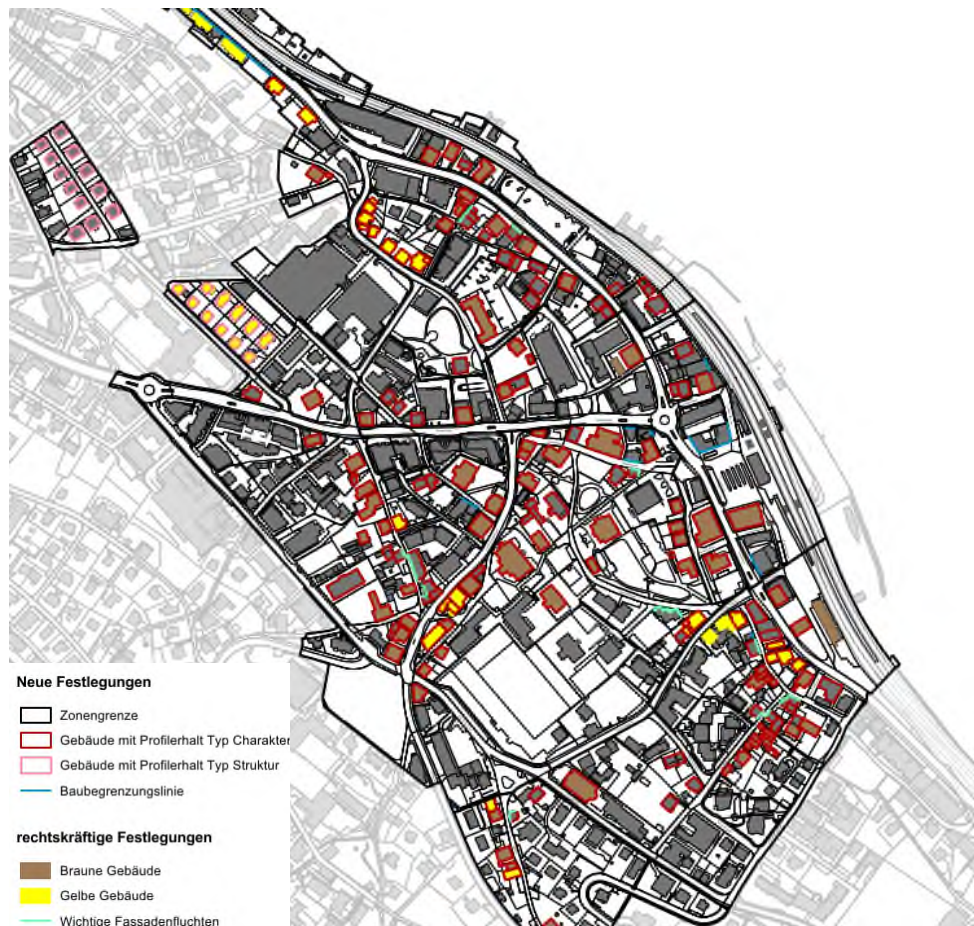 Neue Festlegungen
Zonengrenze
Gebäude mit Profilerhalt Typ Charakter
Gebäude mit Profilerhalt Typ Struktur
Baubegrenzungslinie
rechtskräftige Festlegungen
Braune Gebäude
Gelbe Gebäude
Wichtige Fassadenfluchten